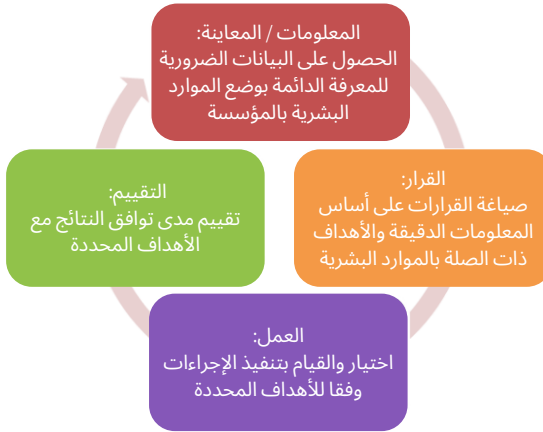 المعلومات / المعاينة:
الحصول على البيانات الضرورية
للمعرفة الدائمة بوضع الموارد
البشرية بالمؤسسة
القرار:
صياغة القرارات على أساس
المعلومات الدقيقة والأهداف
ذات الصلة بالموارد البشرية
العمل:
اختيار والقيام بتنفيذ الإجراءات
وفقا للأهداف المحددة
التقييم:
تقييم مدى توافق النتائج مع
الأهداف المحددة